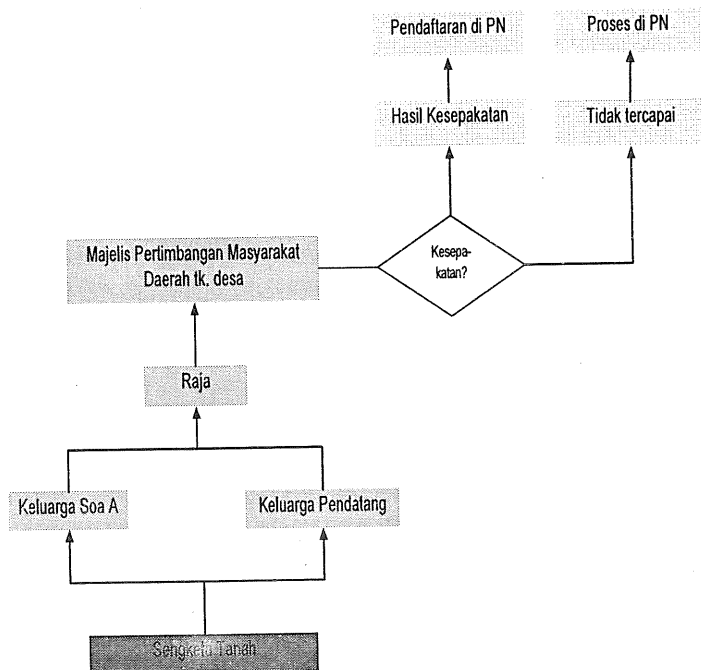 Pendaftaran di PN
Proses di PN
Hasil Kesepakatan
Tidak tercapai
Majelis Pertimbangan Masyarakat
Daerah tk. desa
Kesepa-
katan?
Raja
Keluarga Soa A
Keluarga Pendatang
Sengketa Tanah